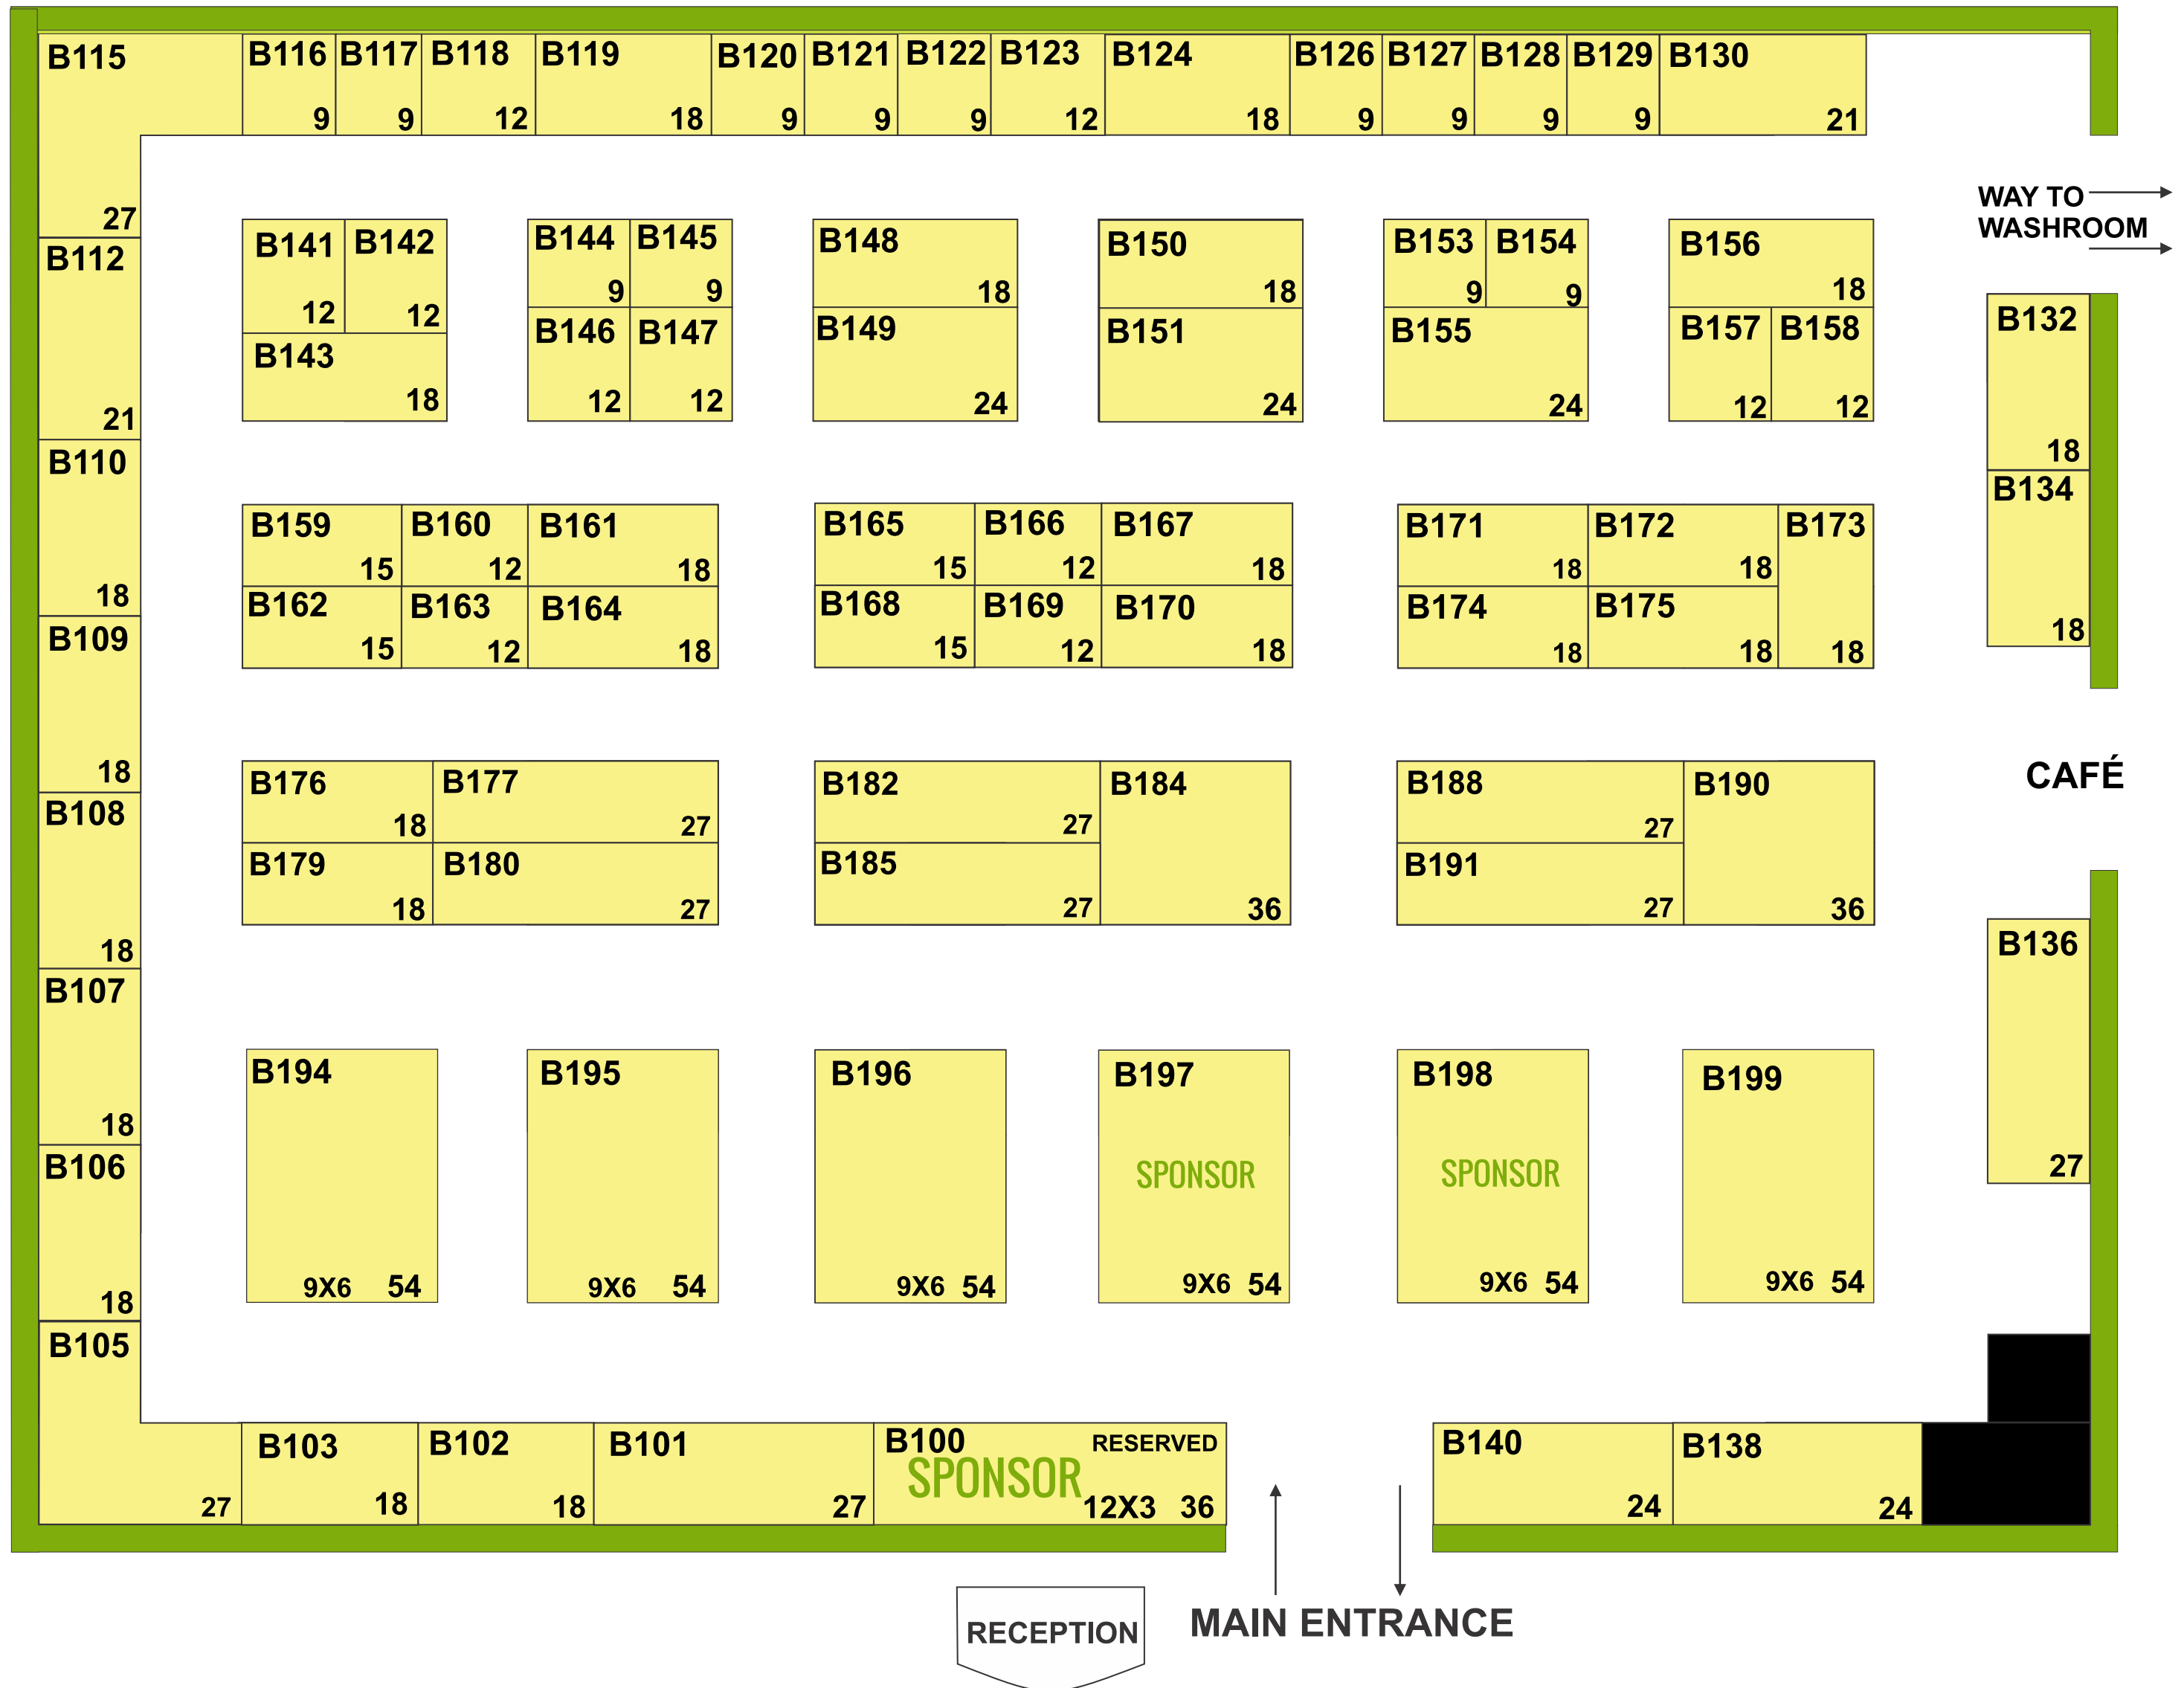 B115
27
B116
9
B117
9
B118
12
B119
18
B120
9
B121
9
B122
9
B123
12
B124
18
B126
9
B127
9
B128
9
B129
9
B130
21
WAY TO
WASHROOM
B112
21
B110
18
B109
18
B108
18
B107
18
B106
18
B105
27
B141
12
B142
12
B143
18
B144
9
B145
9
B146
12
B147
12
B148
18
B149
24
B150
18
B151
24
B153
9
B154
9
B155
24
B156
18
B157
12
B158
12
B132
18
B134
18
B159
15
B160
12
B161
18
B162
15
B163
12
B164
18
B165
15
B166
12
B167
18
B168
15
B169
12
B170
18
B171
18
B172
18
B173
18
B174
18
B175
18
CAFÉ
B176
18
B177
27
B179
18
B180
27
B182
27
B184
36
B185
27
B188
27
B190
36
B191
27
B136
27
B194
9X6 54
B195
9X6 54
B196
9X6 54
B197
SPONSOR
9X6 54
B198
SPONSOR
9X6 54
B199
9X6 54
B103
18
B102
18
B101
27
B100 RESERVED
SPONSOR
12X3 36
B140
24
B138
24
RECEPTION
MAIN ENTRANCE